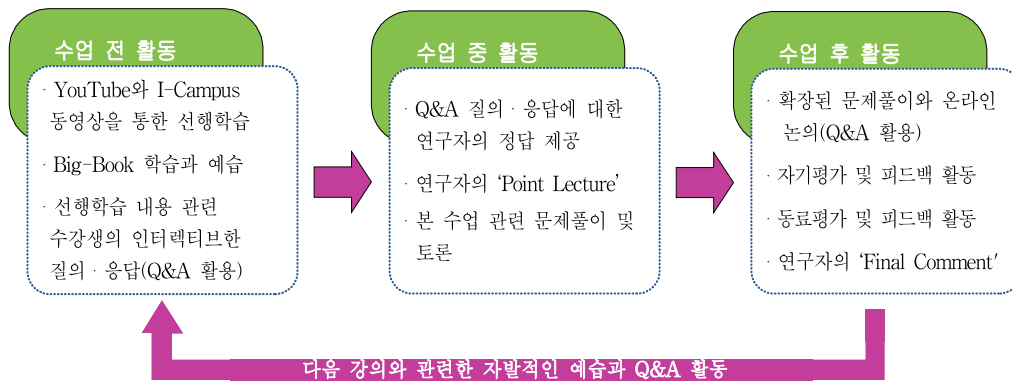 수업 전 활동
· YouTube와 I-Campus
동영상을 통한 선행학습
· Big-Book 학습과 예습
· 선행학습 내용 관련
수강생의 인터렉티브한
질의 · 응답(Q&A 활용)
수업 중 활동
· Q&A 질의 · 응답에 대한
연구자의 정답 제공
· 연구자의 ‘Point Lecture’
· 본 수업 관련 문제풀이 및
토론
수업 후 활동
· 확장된 문제풀이와 온라인
논의(Q&A 활용)
· 자기평가 및 피드백 활동
· 동료평가 및 피드백 활동
· 연구자의 ‘Final Comment'
다음 강의와 관련한 자발적인 예습과 Q&A 활동